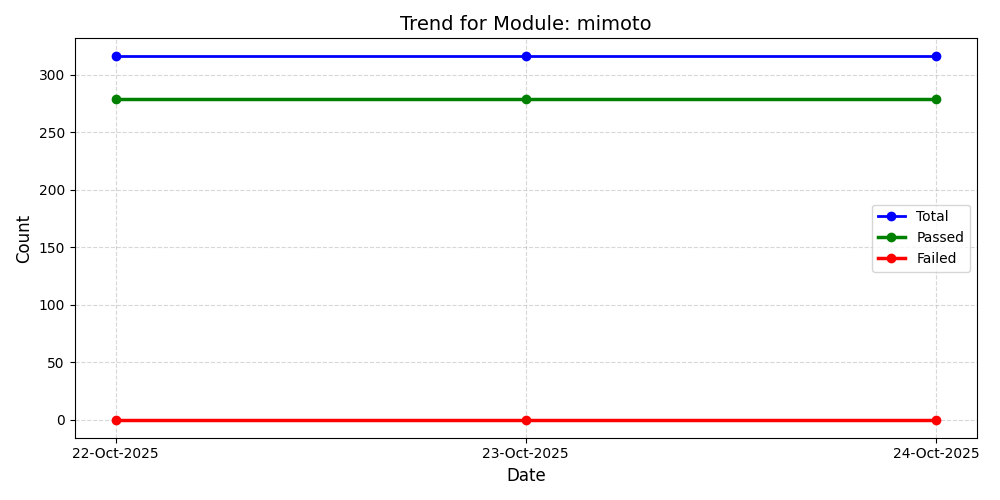 Trend for Module: mimoto
300
250
200
150
100
50
0
Count
Total
Passed
Failed
22-Oct-2025
23-Oct-2025
24-Oct-2025
Date